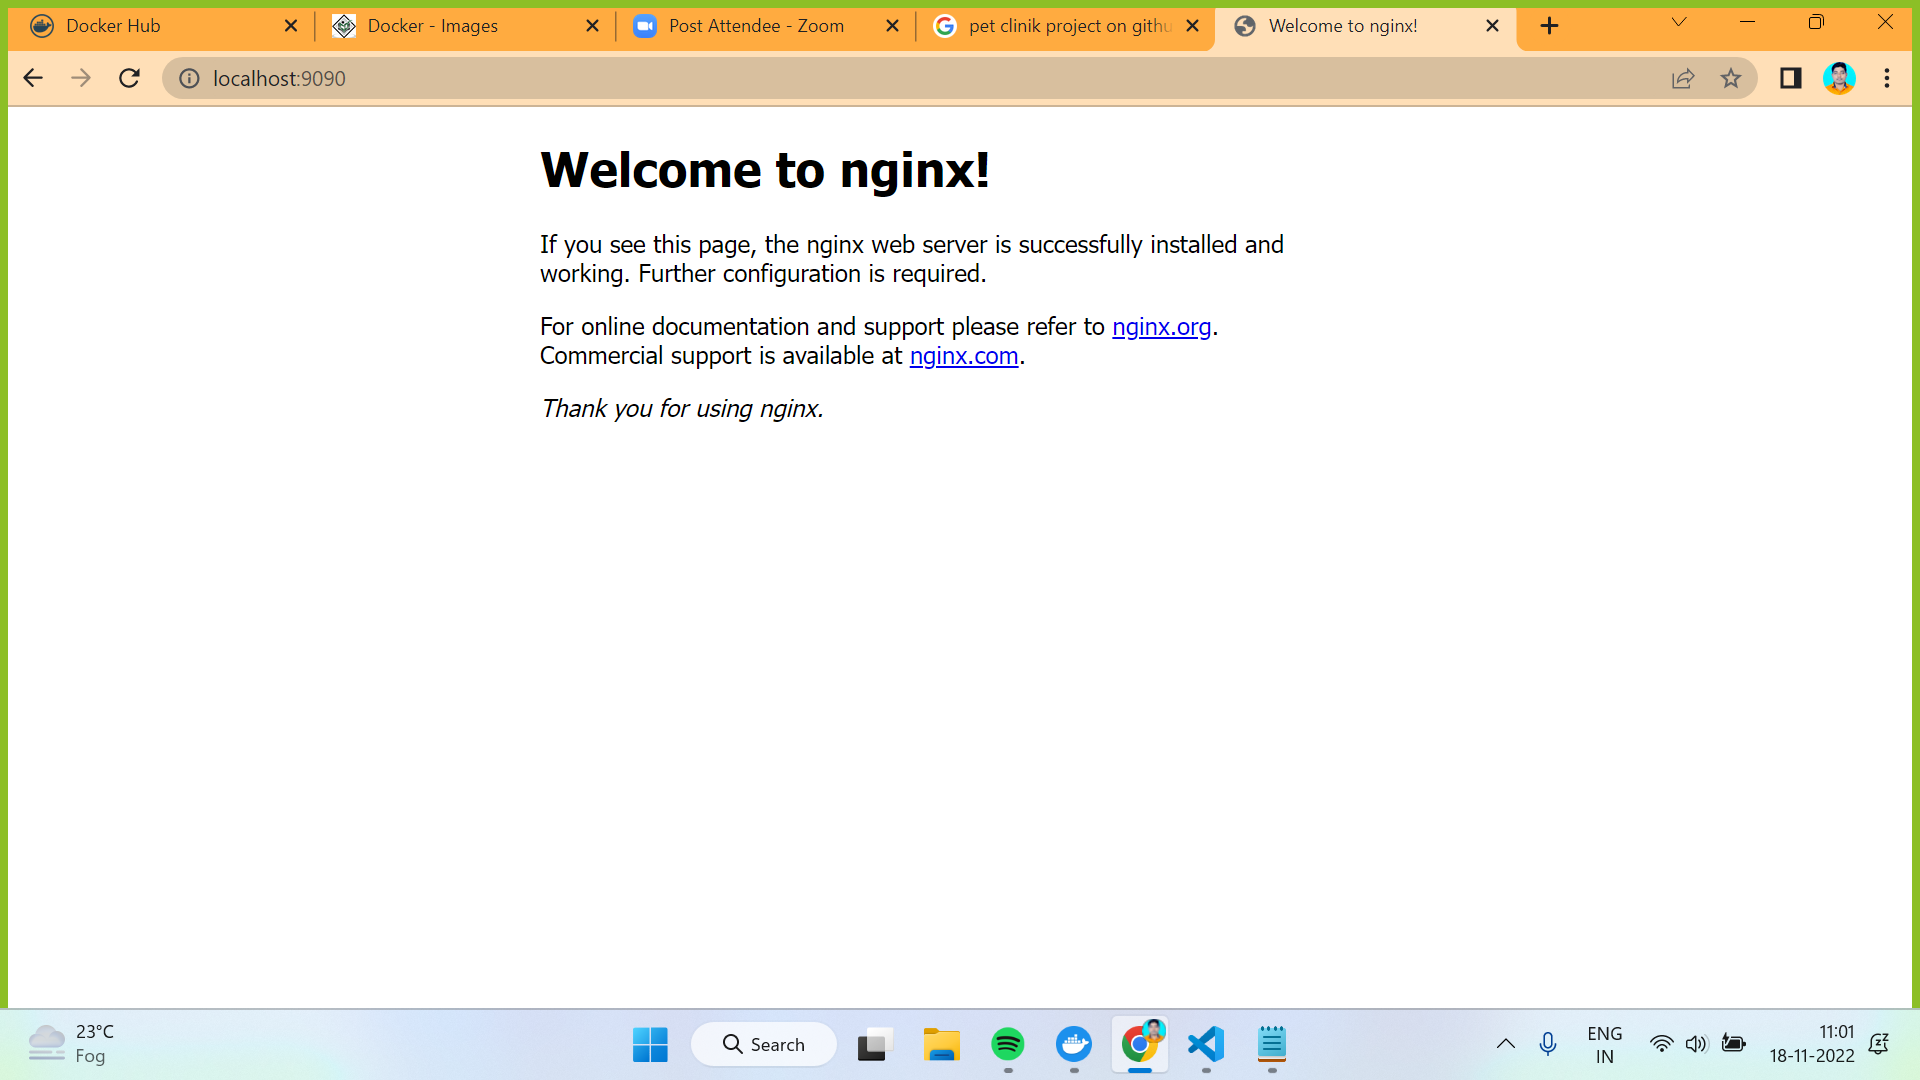 Docker Hub
Docker - Images
Post Attendee - Zoom
pet clinik project on githu
Welcome to nginx!
localhost:9090
Welcome to nginx!
If you see this page, the nginx web server is successfully installed and
working. Further configuration is required.
For online documentation and support please refer to nginx.org.
Commercial support is available at nginx.com.
Thank you for using nginx.
23°C
Fog
Search
ENG
IN
11:01
18-11-2022